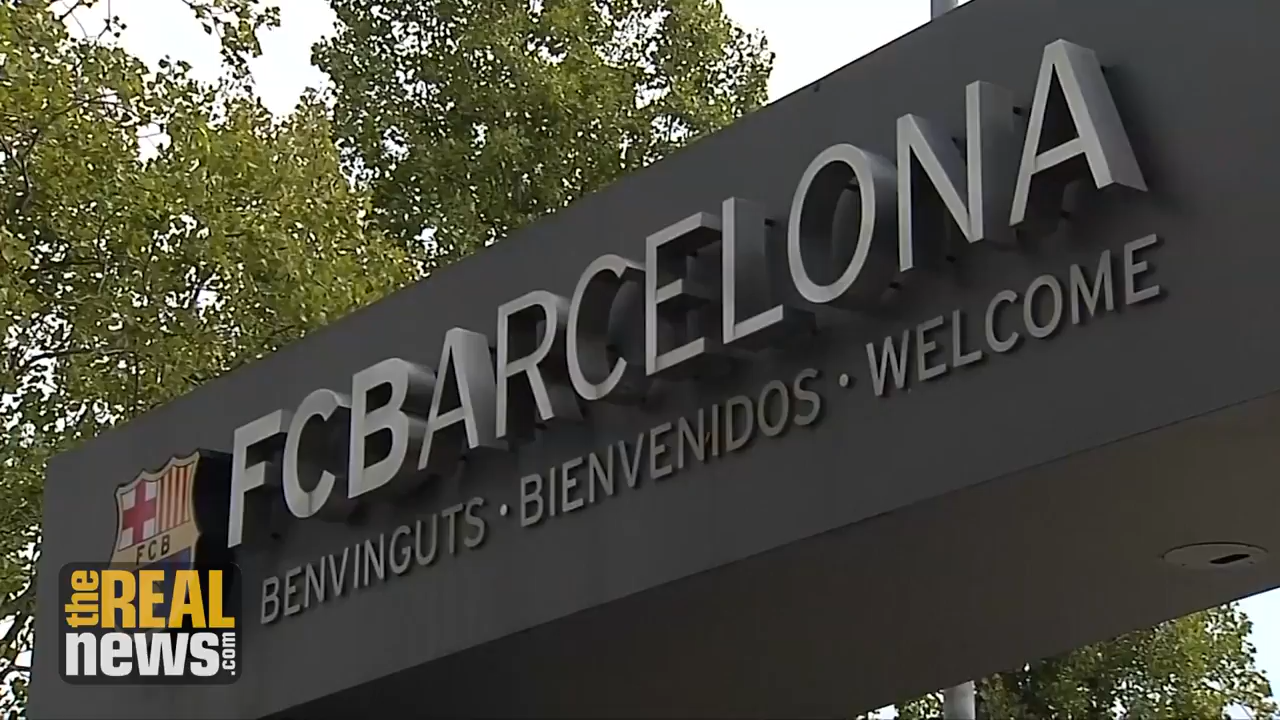 FCBARCELONA
BENVINGUTS · BIENVENIDOS · WELCOME
FCB
the REAL
news.com